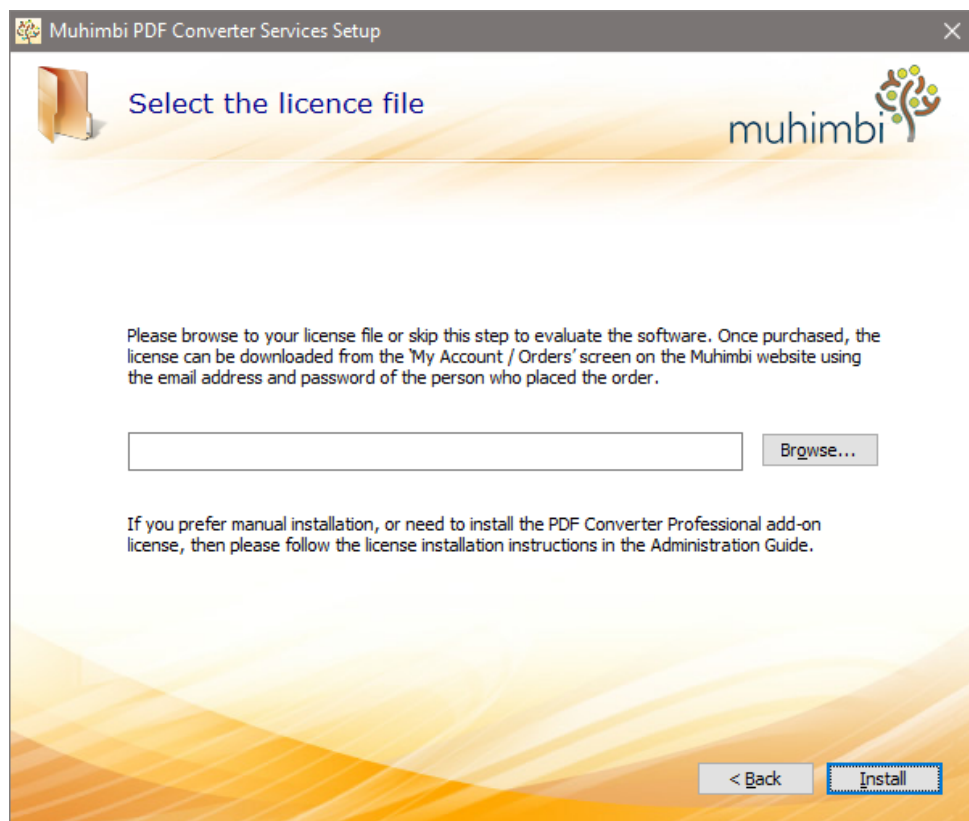 Muhimbi PDF Converter Services Setup
Select the licence file
muhimbi
Please browse to your license file or skip this step to evaluate the software. Once purchased, the
license can be downloaded from the ‘My Account / Orders’ screen on the Muhimbi website using
the email address and password of the person who placed the order.
Browse...
If you prefer manual installation, or need to install the PDF Converter Professional add-on
license, then please follow the license installation instructions in the Administration Guide.
< Back
Install